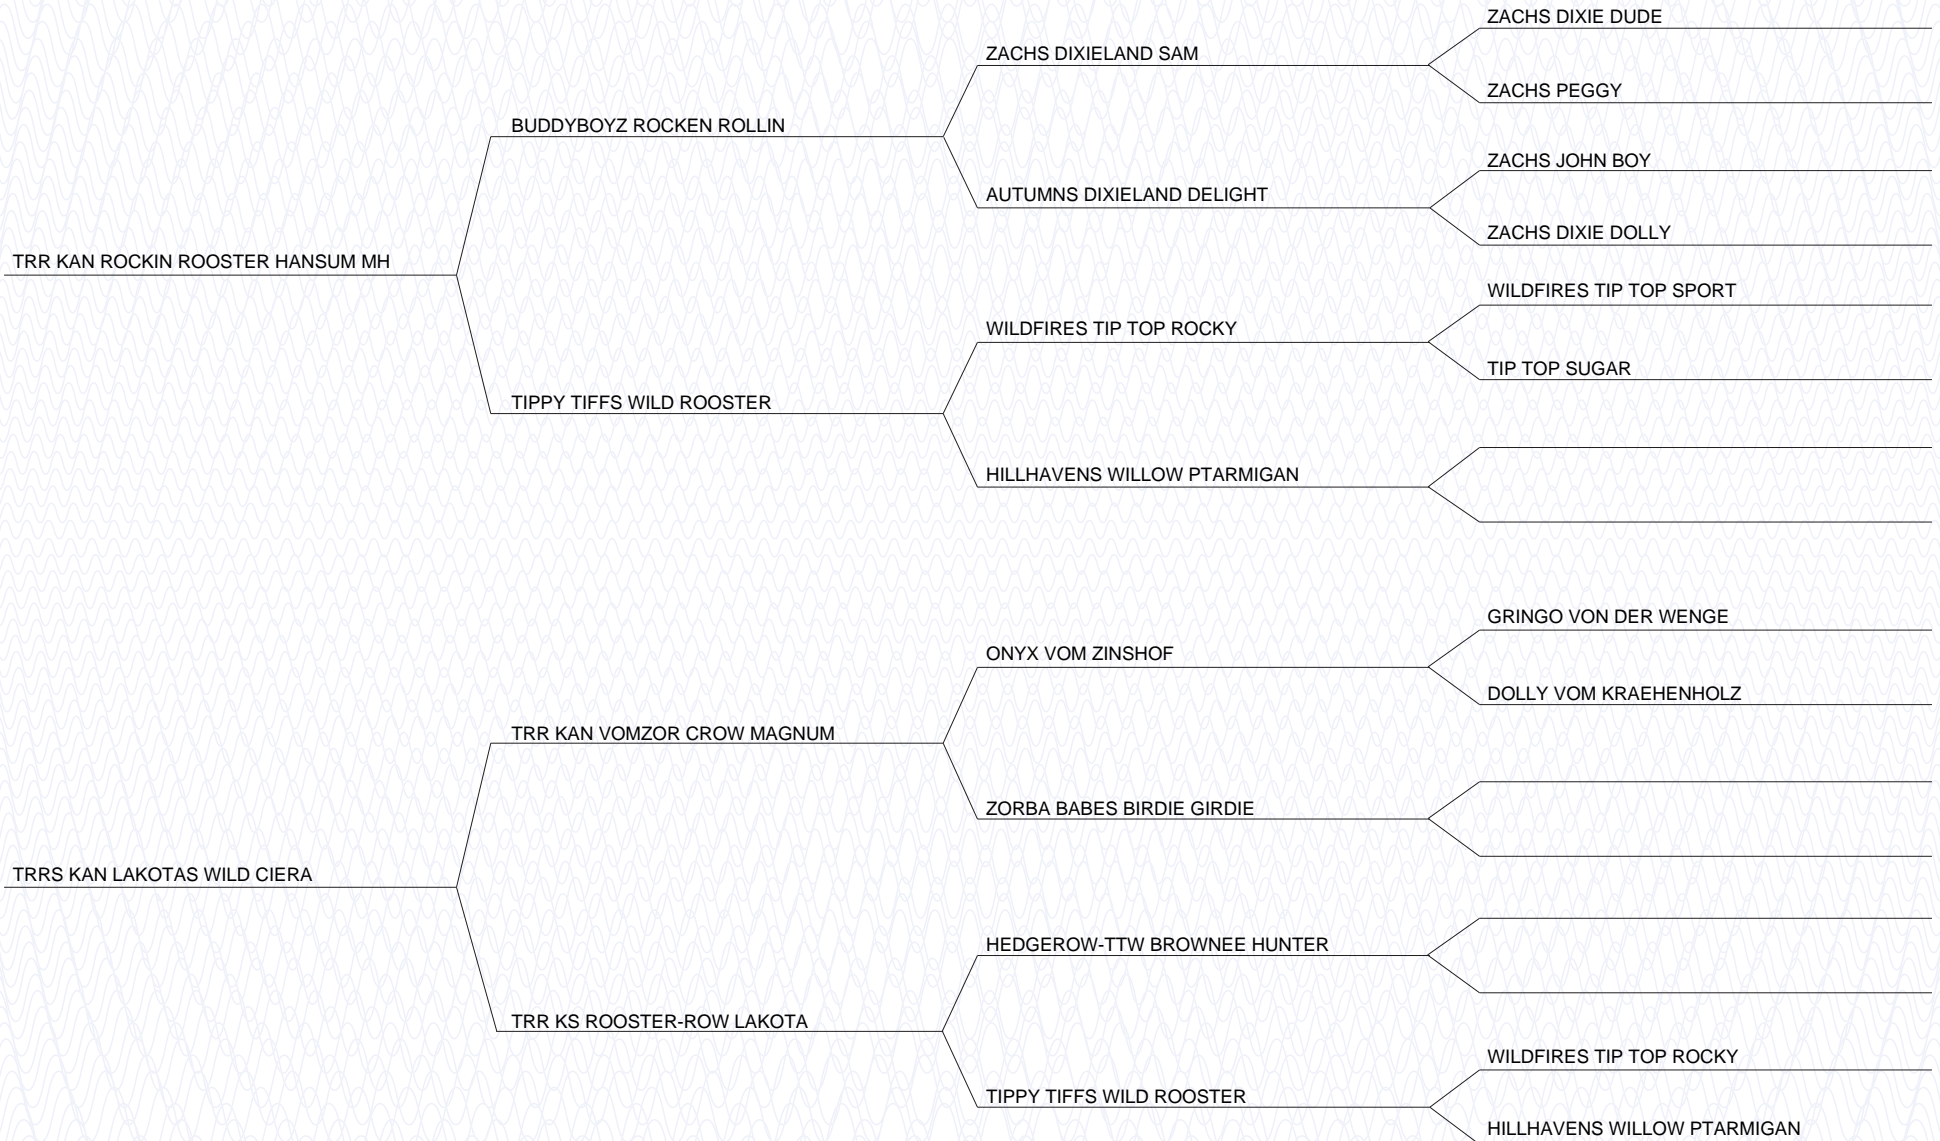 ZACHS DIXIE DUDE
ZACHS DIXIELAND SAM
ZACHS PEGGY
BUDDYBOYZ ROCKEN ROLLIN
ZACHS JOHN BOY
AUTUMNS DIXIELAND DELIGHT
ZACHS DIXIE DOLLY
TRR KAN ROCKIN ROOSTER HANSUM MH
WILDFIRES TIP TOP SPORT
WILDFIRES TIP TOP ROCKY
TIP TOP SUGAR
TIPPY TIFFS WILD ROOSTER
HILLHAVENS WILLOW PTARMIGAN
GRINGO VON DER WENGE
ONYX VOM ZINSHOF
DOLLY VOM KRAEHENHOLZ
TRR KAN VOMZOR CROW MAGNUM
ZORBA BABES BIRDIE GIRDIE
TRRS KAN LAKOTAS WILD CIERA
HEDGEROW-TTW BROWNEE HUNTER
TRR KS ROOSTER-ROW LAKOTA
WILDFIRES TIP TOP ROCKY
TIPPY TIFFS WILD ROOSTER
HILLHAVENS WILLOW PTARMIGAN